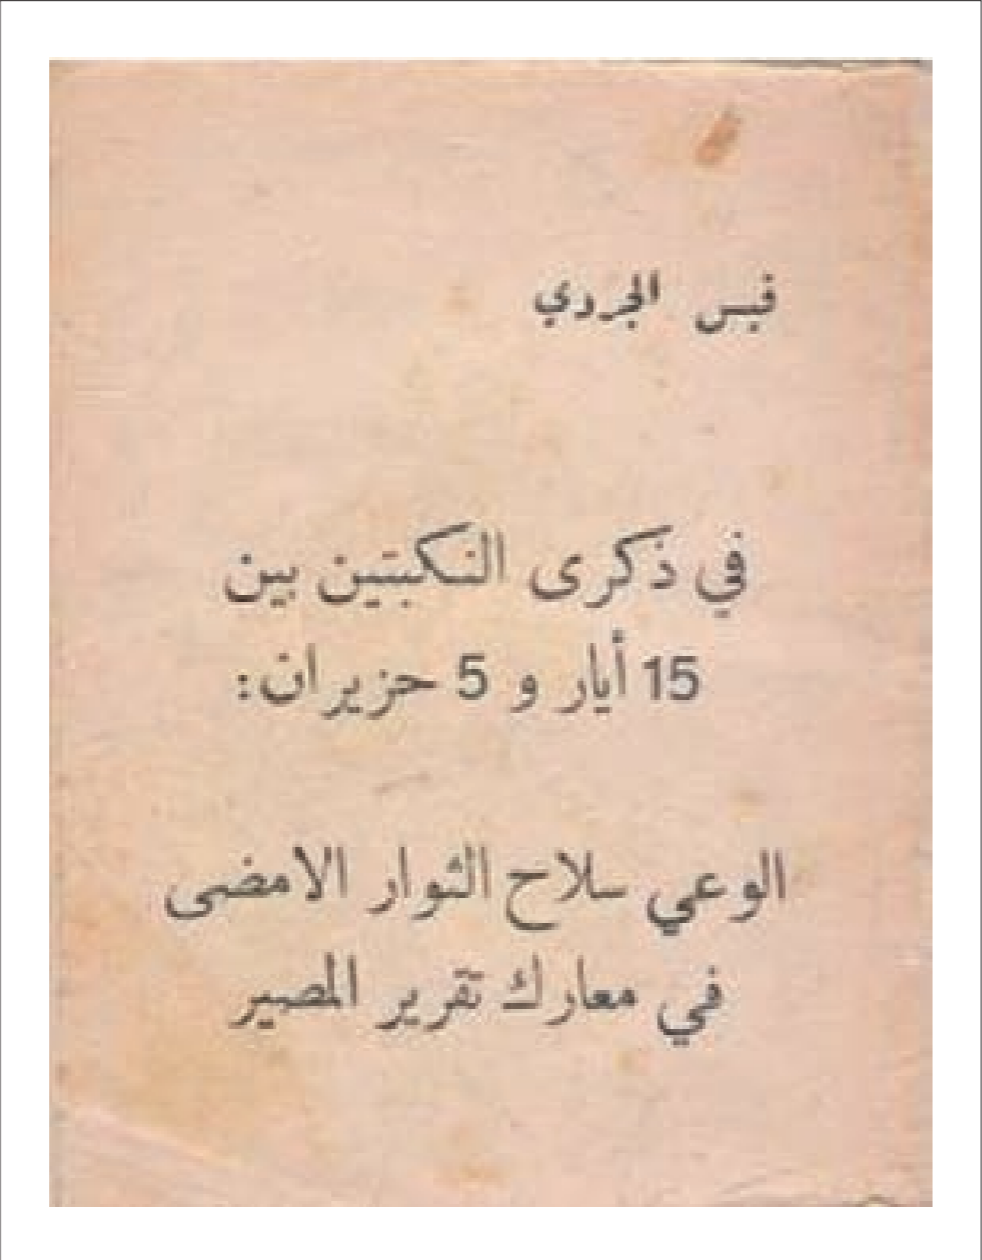 قيس الجردي
في ذكرى النكبتين بين
15 أيار و 5 حزيران:
الوعي سلاح الثوار الامضى
في معارك تقرير المصير